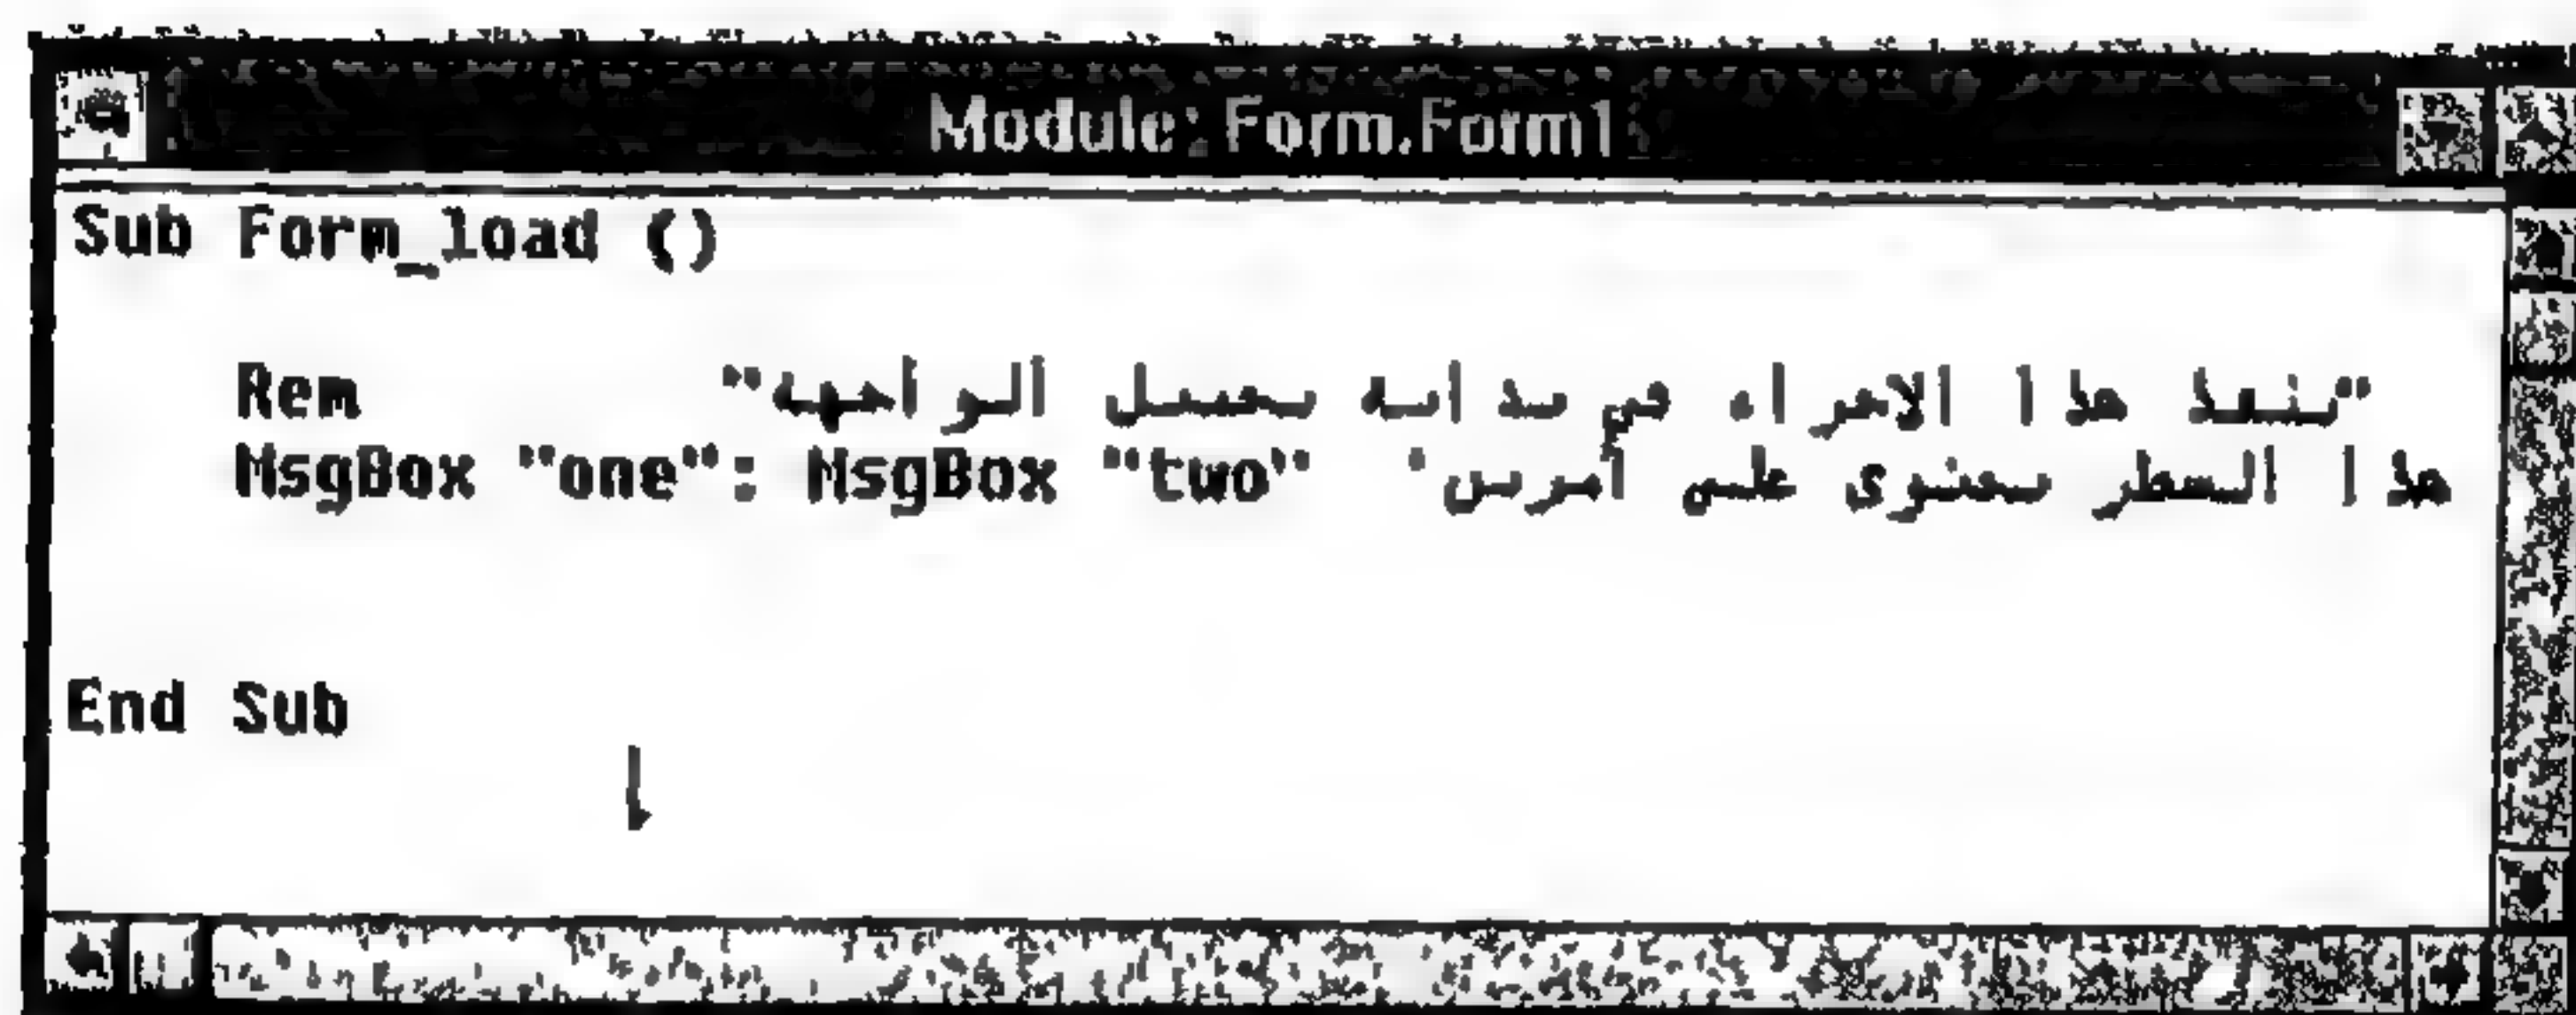 Module: Form.Form1
Sub Form_load ()
Rem "ينفذ هذا الاجراء في بداية تحميل الواجهة"
MsgBox "one": MsgBox "two" 'هذا السطر يحتوى على أمرين
End Sub